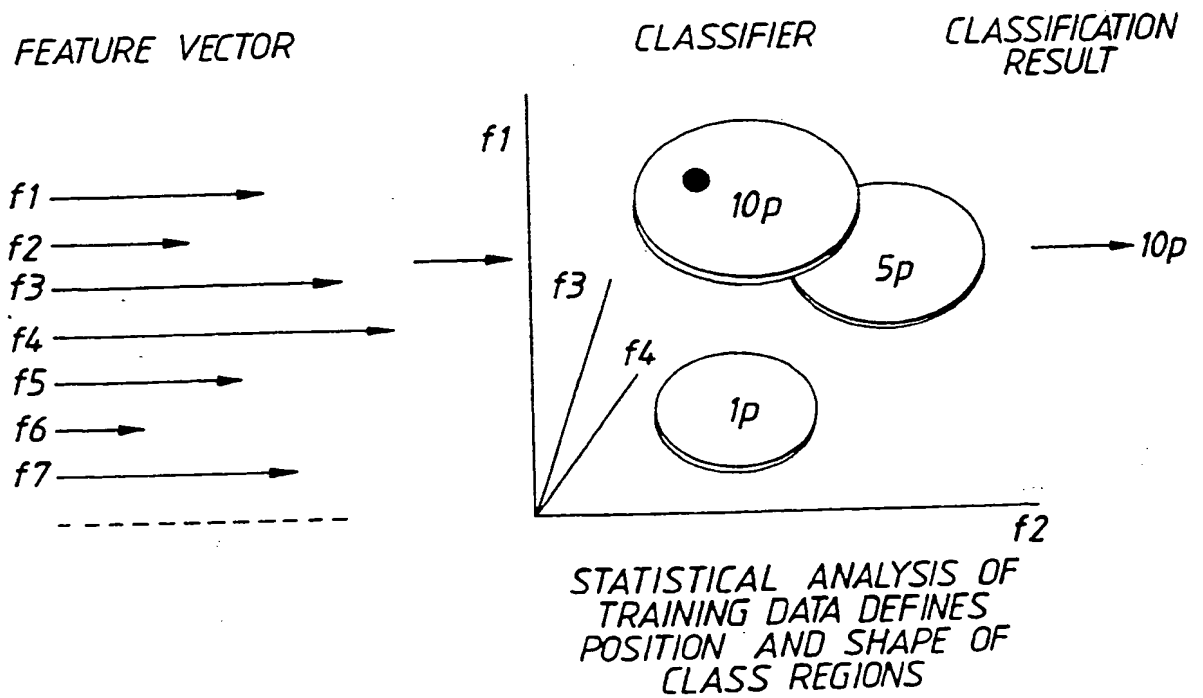 FEATURE VECTOR
CLASSIFIER
CLASSIFICATION
RESULT
f1
f2
f3
f4
f5
f6
f7
f1
f3
f4
f2
10p
5p
1p
10p
STATISTICAL ANALYSIS OF
TRAINING DATA DEFINES
POSITION AND SHAPE OF
CLASS REGIONS